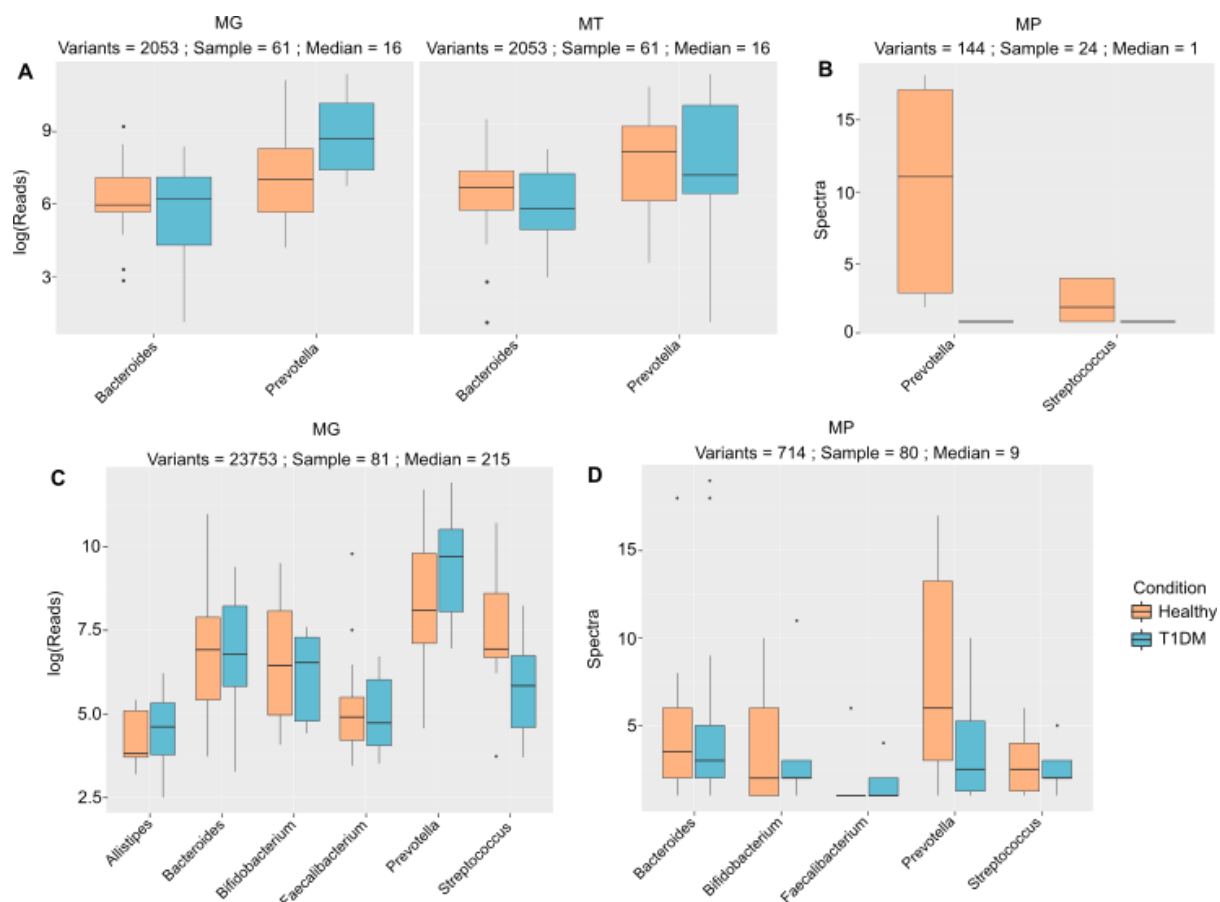 MG
Variants = 2053 ; Sample = 61 ; Median = 16
MT
Variants = 2053 ; Sample = 61 ; Median = 16
MP
Variants = 144 ; Sample = 24 ; Median = 1
A
log(Reads)
9
6
3
Bacteroides
Prevotella
Bacteroides
Prevotella
B
Spectra
15
10
5
0
Prevotella
Streptococcus
MG
Variants = 23753 ; Sample = 81 ; Median = 215
C
log(Reads)
10
7.5
5.0
2.5
Allistipes
Bacteroides
Bifidobacterium
Faecalibacterium
Prevotella
Streptococcus
MP
Variants = 714 ; Sample = 80 ; Median = 9
D
Spectra
15
10
5
Bacteroides
Bifidobacterium
Faecalibacterium
Prevotella
Streptococcus
Condition
Healthy
T1DM